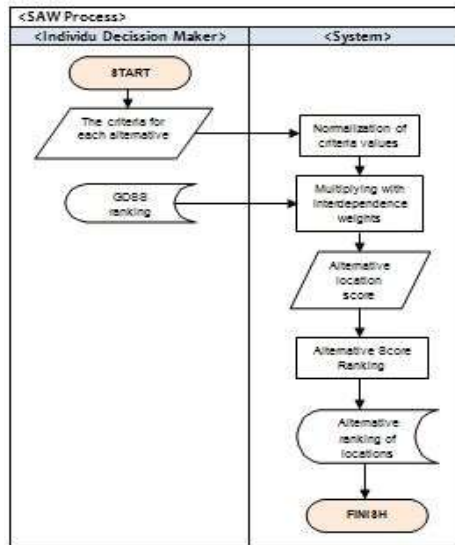 <SAW Process>
<Individu Decission Maker>
<System>
START
The criteria for
each alternative
Normalization of
criteria values
GDSS
ranking
Multiplying with
interdependence
weights
Alternative
location
score
Alternative Score
Ranking
Alternative
ranking of
locations
FINISH